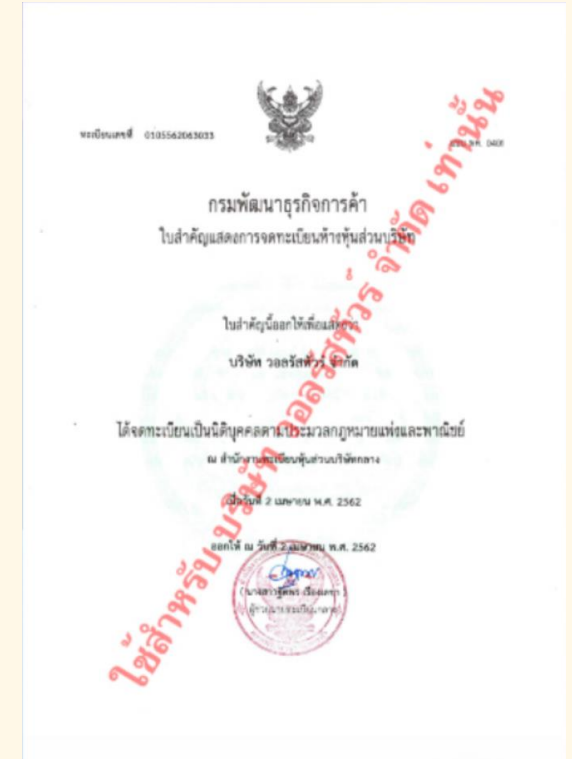 ทะเบียนเลขที่ 0105562063033
แบบ พค. 0401
กรมพัฒนาธุรกิจการค้า
ใบสำคัญแสดงการจดทะเบียนห้างหุ้นส่วนบริษัท
ใบสำคัญนี้ออกให้เพื่อแสดงว่า
บริษัท วอลรัสทัวร์ จำกัด
ได้จดทะเบียนเป็นนิติบุคคลตามประมวลกฎหมายแพ่งและพาณิชย์
ณ สำนักงานทะเบียนหุ้นส่วนบริษัทกลาง
เมื่อวันที่ 2 เมษายน พ.ศ. 2562
ออกให้ ณ วันที่ 2 เมษายน พ.ศ. 2562
ใช้สำหรับ บริษัท วอลรัสทัวร์ จำกัด เท่านั้น